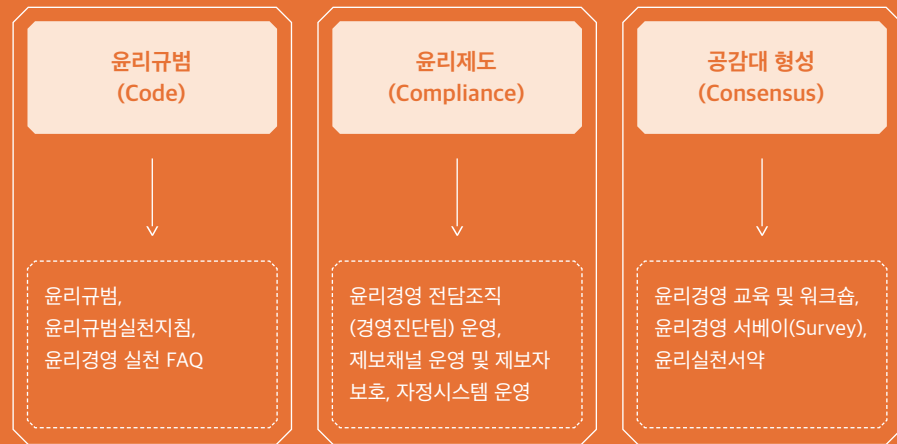 윤리규범
(Code)
윤리규범,
윤리규범실천지침,
윤리경영 실천 FAQ
윤리제도
(Compliance)
윤리경영 전담조직
(경영진단팀) 운영,
제보채널 운영 및 제보자
보호, 자정시스템 운영
공감대 형성
(Consensus)
윤리경영 교육 및 워크숍,
윤리경영 서베이(Survey),
윤리실천서약